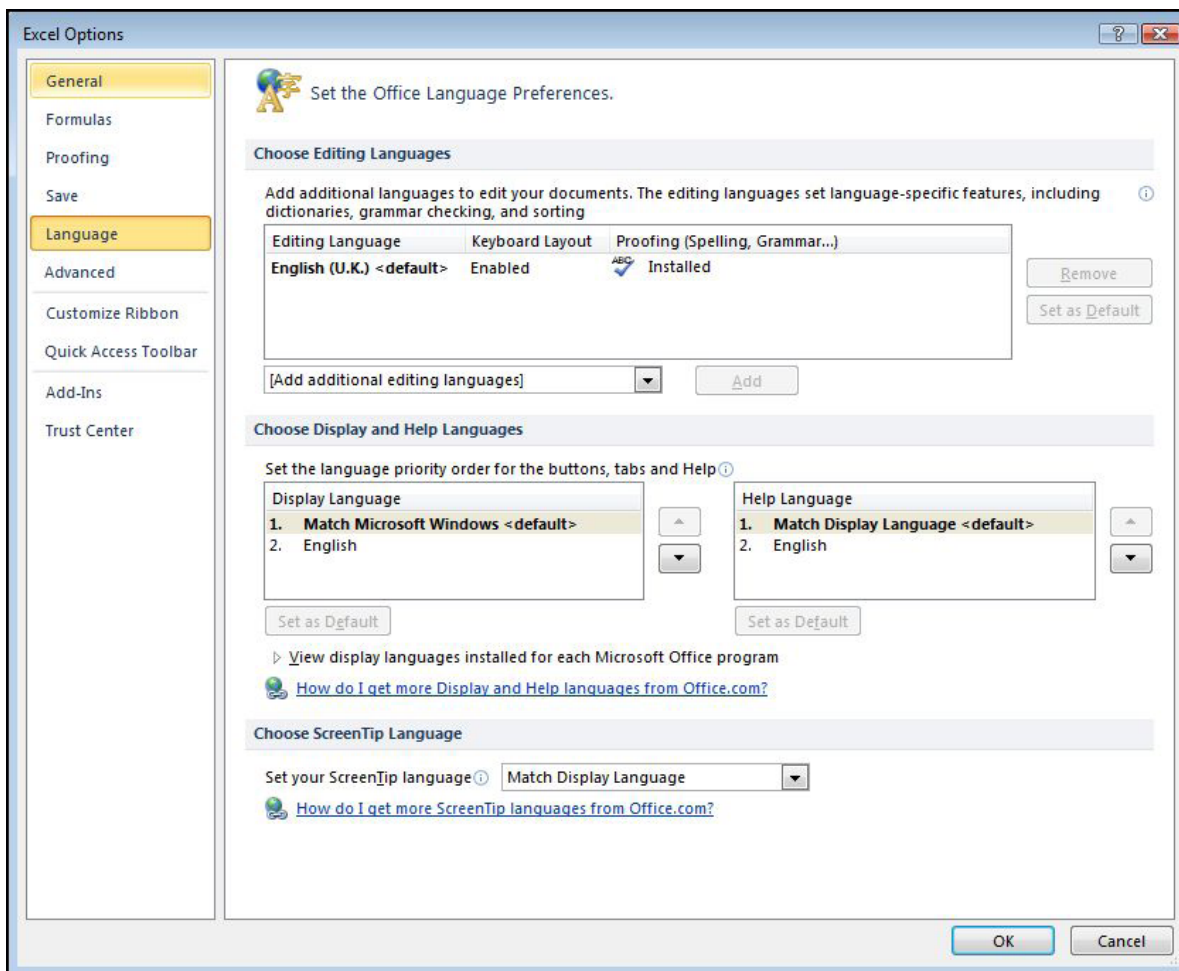 Excel Options
General
Formulas
Proofing
Save
Language
Advanced
Customize Ribbon
Quick Access Toolbar
Add-Ins
Trust Center
Set the Office Language Preferences.
Choose Editing Languages
Add additional languages to edit your documents. The editing languages set language-specific features, including
dictionaries, grammar checking, and sorting
Editing Language Keyboard Layout Proofing (Spelling, Grammar...)
English (U.K.) <default> Enabled ABC Installed
Remove
Set as Default
[Add additional editing languages] Add
Choose Display and Help Languages
Set the language priority order for the buttons, tabs and Help
Display Language
1. Match Microsoft Windows <default>
2. English
Set as Default
Help Language
1. Match Display Language <default>
2. English
Set as Default
View display languages installed for each Microsoft Office program
How do I get more Display and Help languages from Office.com?
Choose ScreenTip Language
Set your ScreenTip language Match Display Language
How do I get more ScreenTip languages from Office.com?
OK Cancel